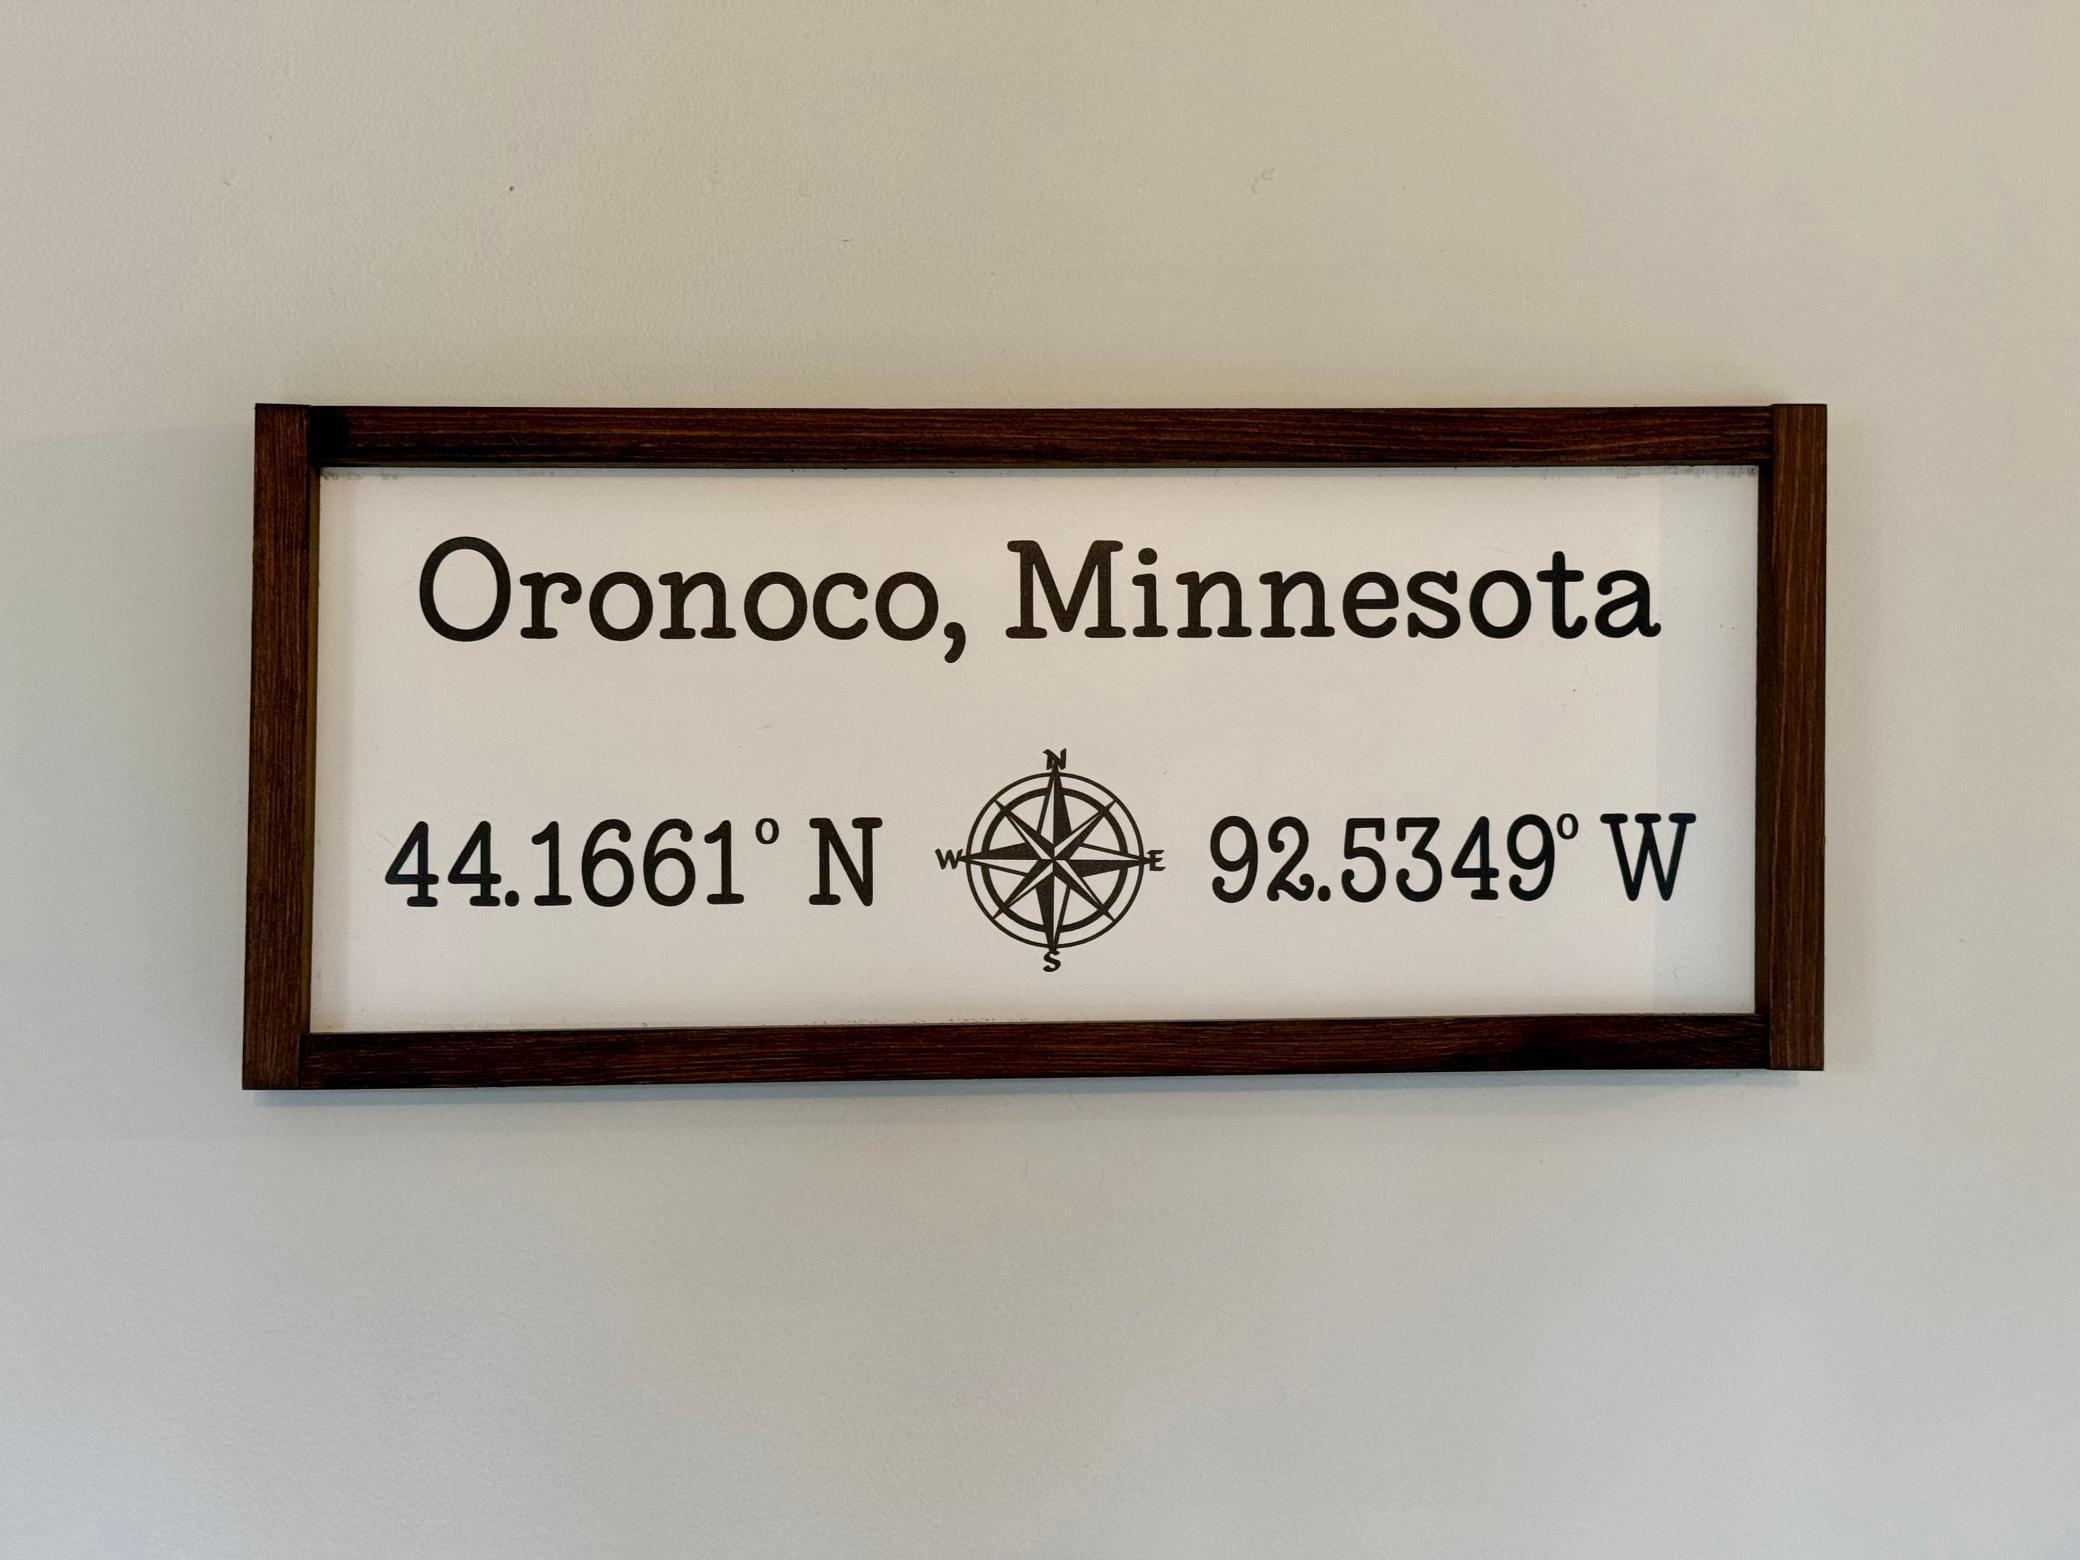 Oronoco, Minnesota
N
44.1661° N W E 92.5349° W
S